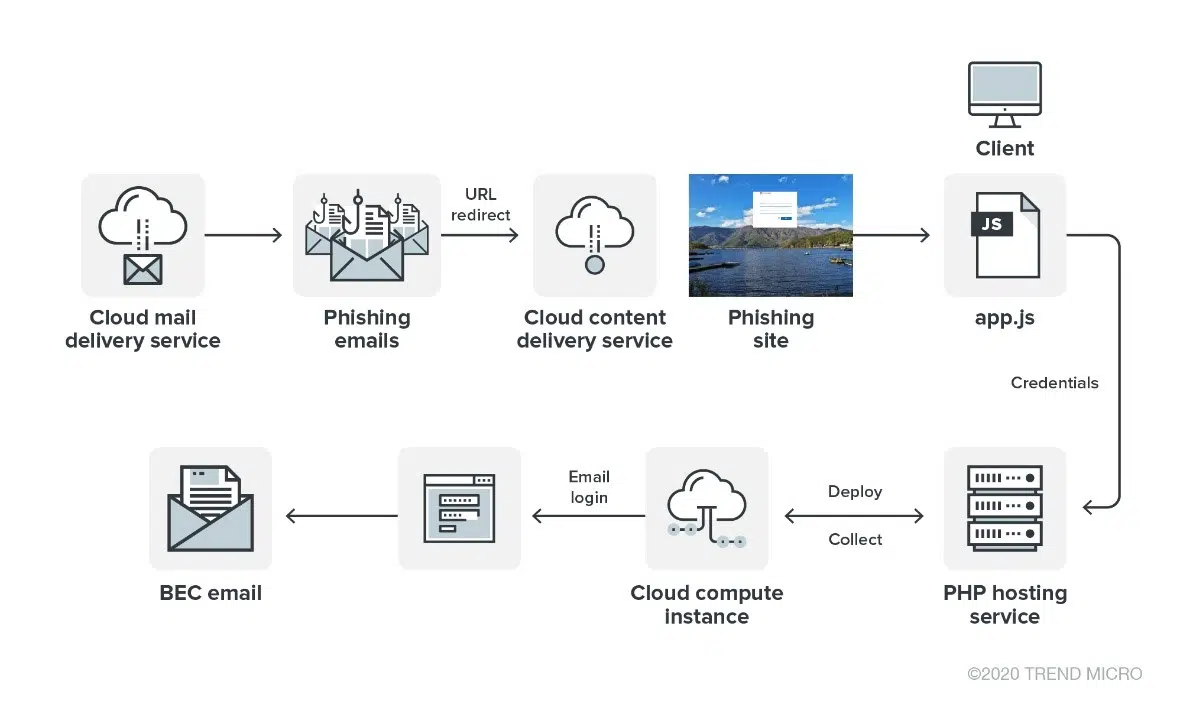 Client
URL
redirect
JS
Cloud mail
delivery service
Phishing
emails
Cloud content
delivery service
Phishing
site
app.js
Credentials
Email
login
Deploy
Collect
BEC email
Cloud compute
instance
PHP hosting
service
©2020 TREND MICRO